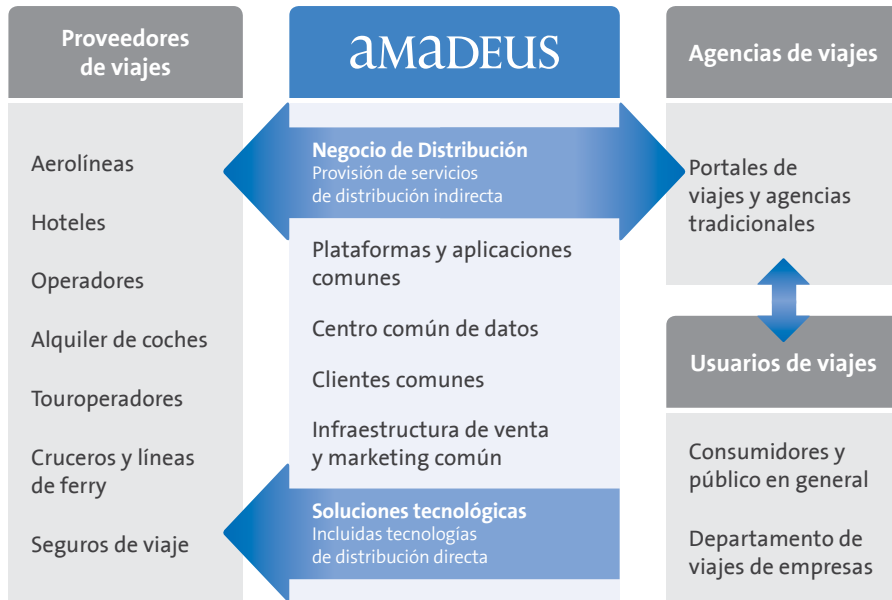 Proveedores
de viajes
Aerolíneas
Hoteles
Operadores
Alquiler de coches
Touroperadores
Cruceros y líneas
de ferry
Seguros de viaje
aMaDEUS
Negocio de Distribución
Provisión de servicios
de distribución indirecta
Plataformas y aplicaciones
comunes
Centro común de datos
Clientes comunes
Infraestructura de venta
y marketing común
Soluciones tecnológicas
Incluidas tecnologías
de distribución directa
Agencias de viajes
Portales de
viajes y agencias
tradicionales
Usuarios de viajes
Consumidores y
público en general
Departamento de
viajes de empresas